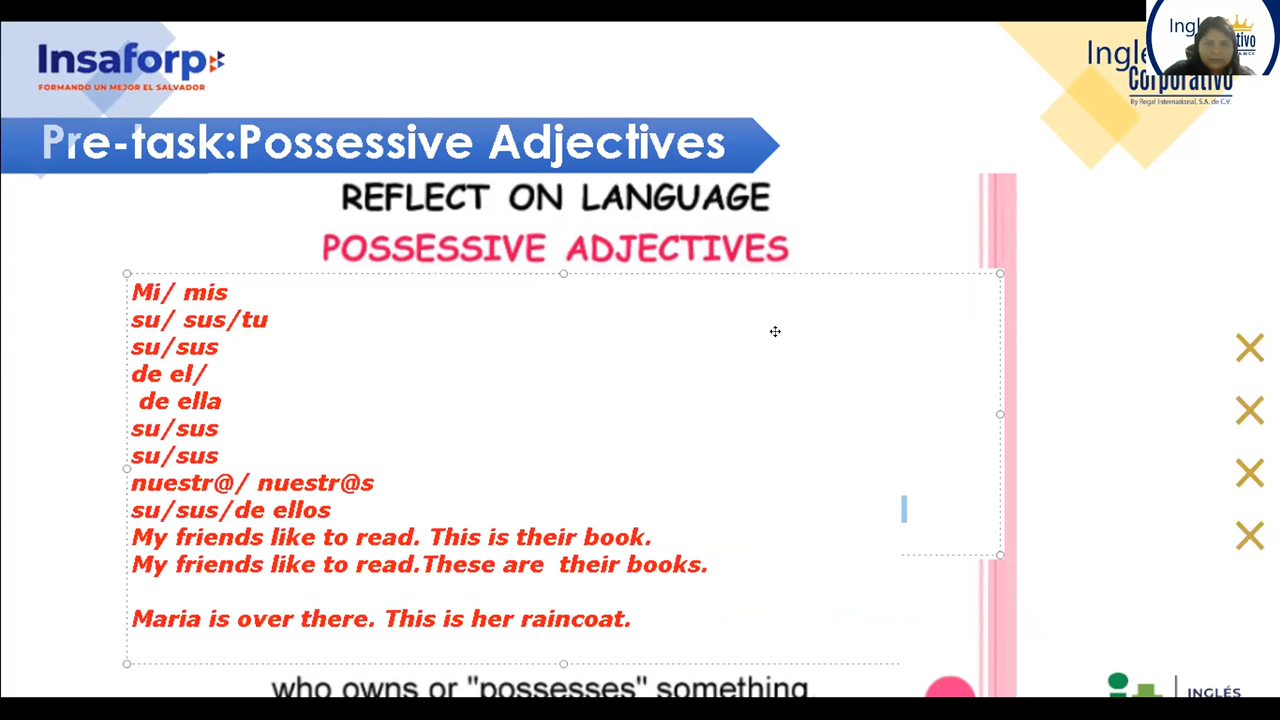 Insaforp
FORMANDO UN MEJOR EL SALVADOR
Corporativo
By Regal International, S.A. de C.V.
Pre-task:Possessive Adjectives
REFLECT ON LANGUAGE
POSSESSIVE ADJECTIVES
Mi/ mis
su/ sus/tu
su/sus
de el/
de ella
su/sus
su/sus
nuestr@/ nuestr@s
su/sus/de ellos
My friends like to read. This is their book.
My friends like to read.These are  their books.
Maria is over there. This is her raincoat.
who owns or "possesses" something.
INGLÉS